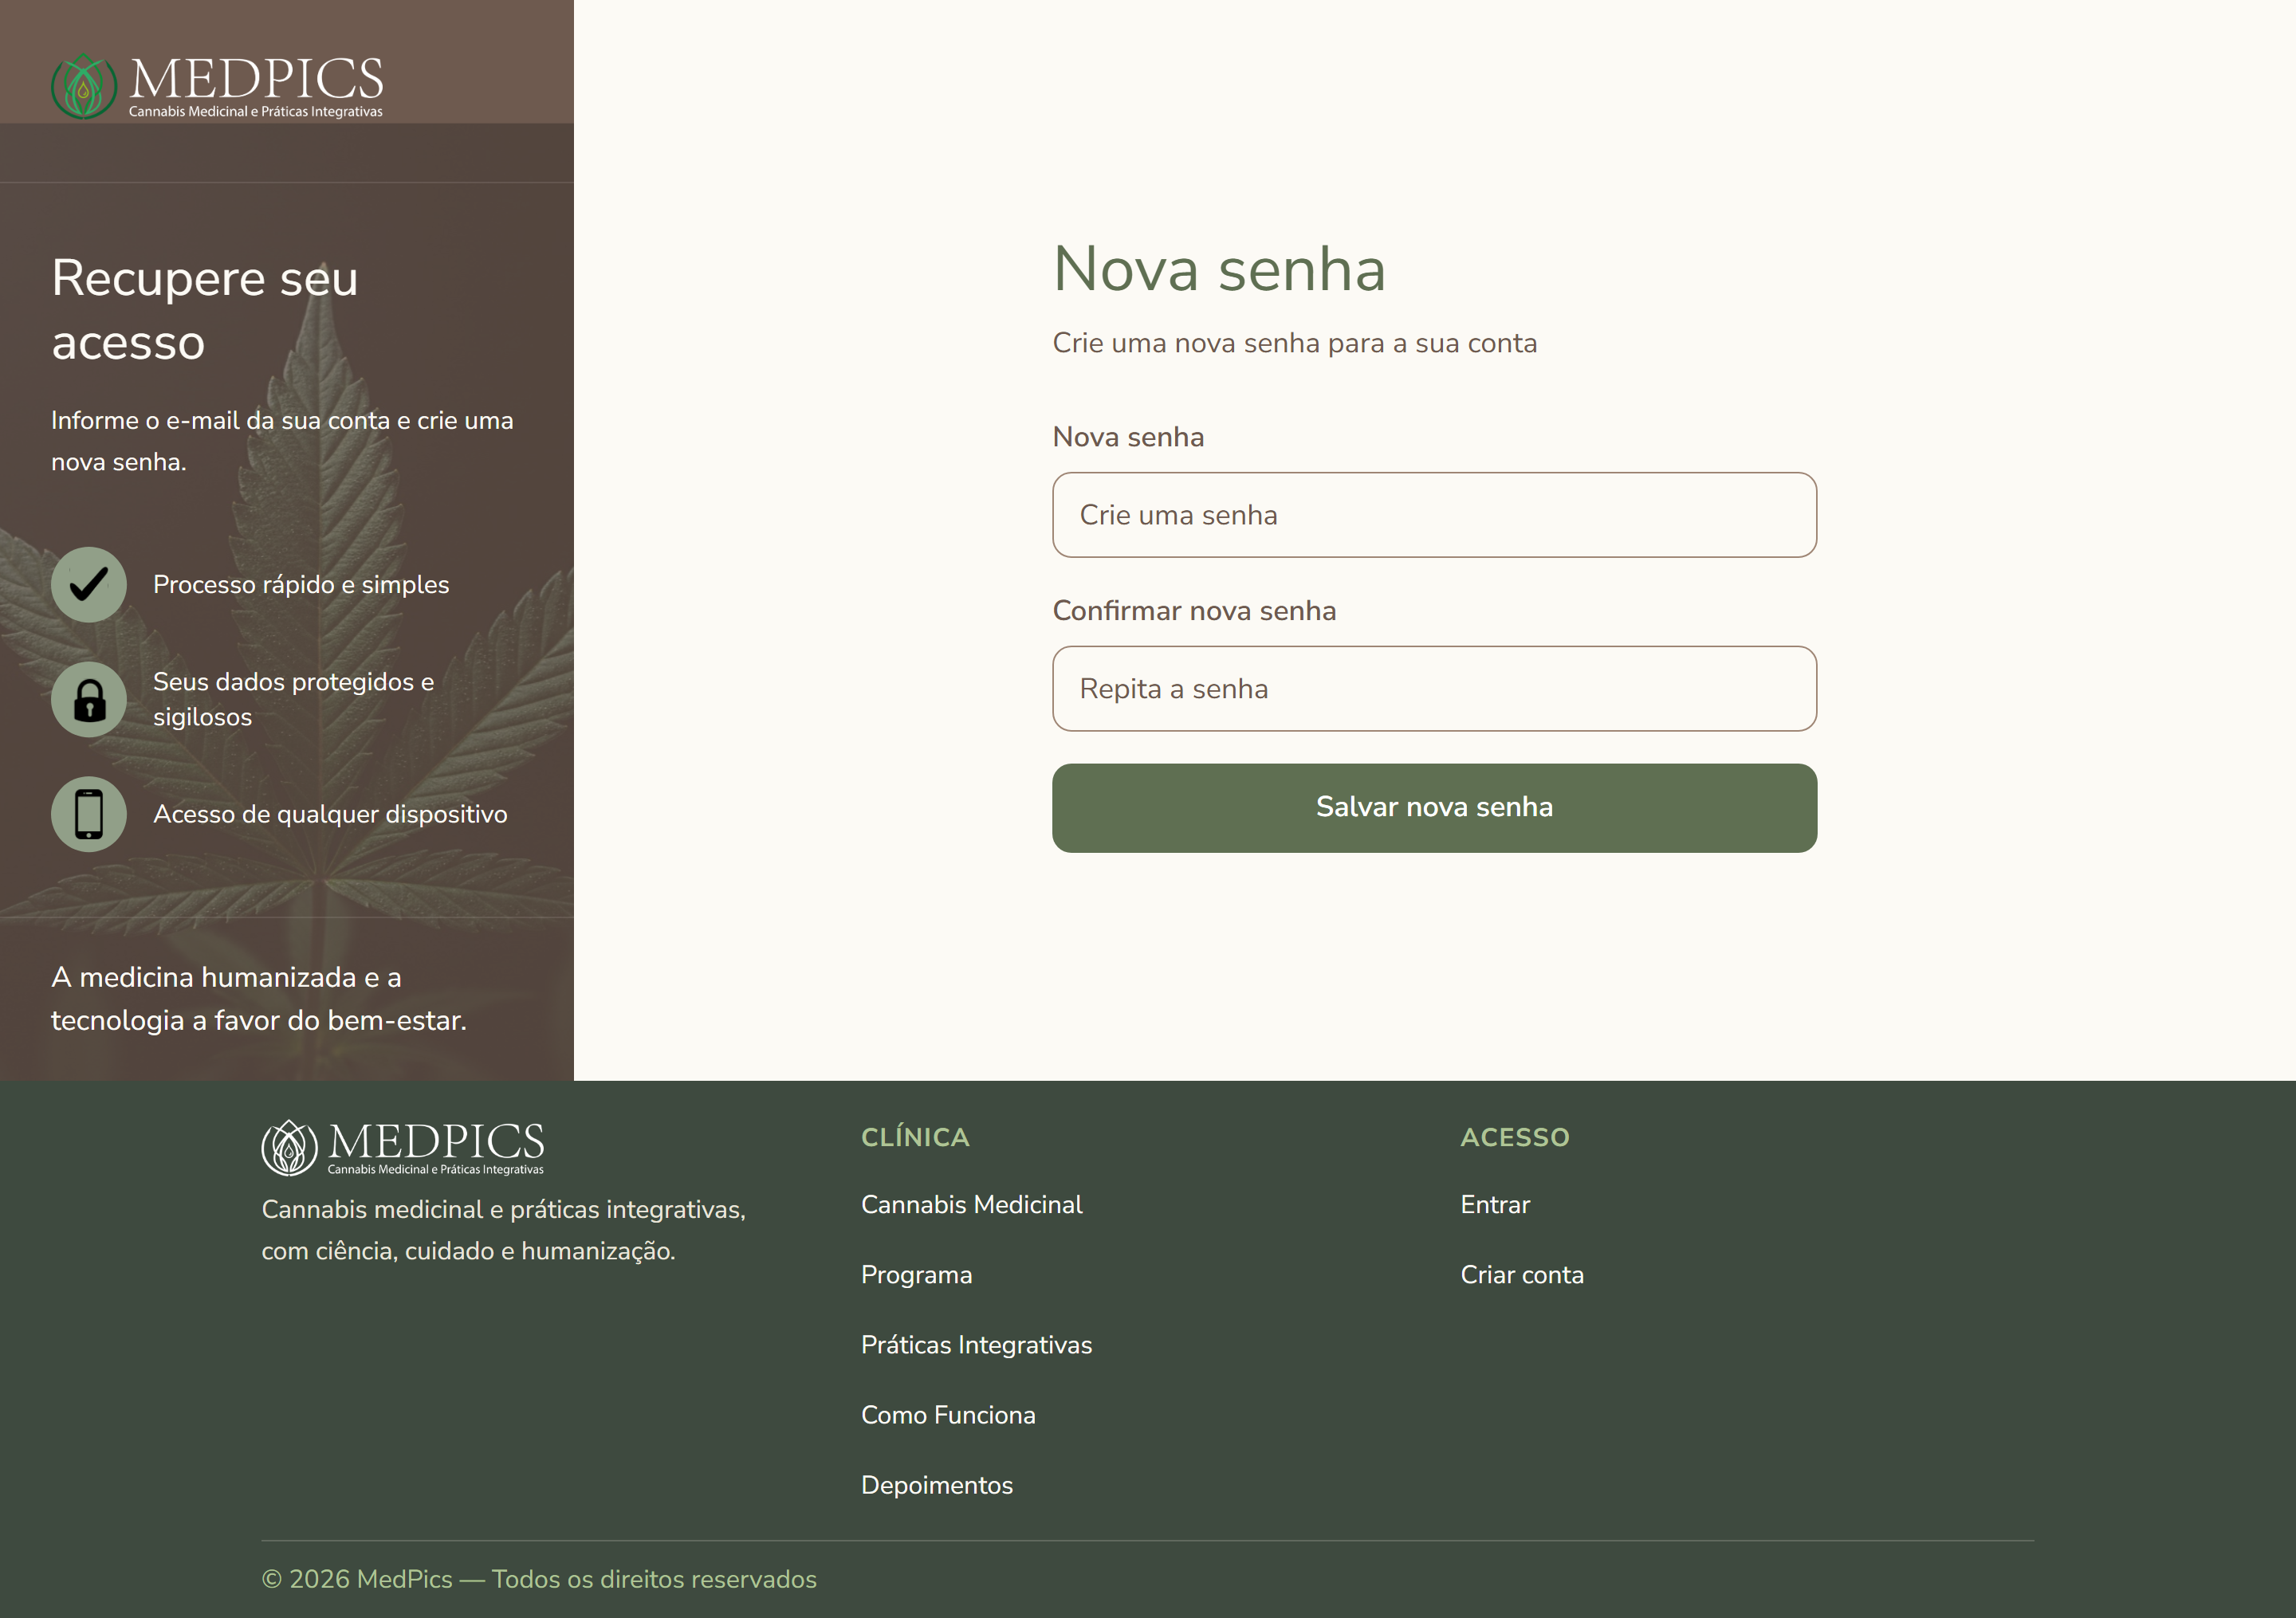 MEDPICS
Cannabis Medicinal e Práticas Integrativas
Recupere seu
acesso
Informe o e-mail da sua conta e crie uma
nova senha.
Processo rápido e simples
Seus dados protegidos e
sigilosos
Acesso de qualquer dispositivo
A medicina humanizada e a
tecnologia a favor do bem-estar.
Nova senha
Crie uma nova senha para a sua conta
Nova senha
Crie uma senha
Confirmar nova senha
Repita a senha
Salvar nova senha
MEDPICS
Cannabis Medicinal e Práticas Integrativas
Cannabis medicinal e práticas integrativas,
com ciência, cuidado e humanização.
CLÍNICA
Cannabis Medicinal
Programa
Práticas Integrativas
Como Funciona
Depoimentos
ACESSO
Entrar
Criar conta
© 2026 MedPics — Todos os direitos reservados